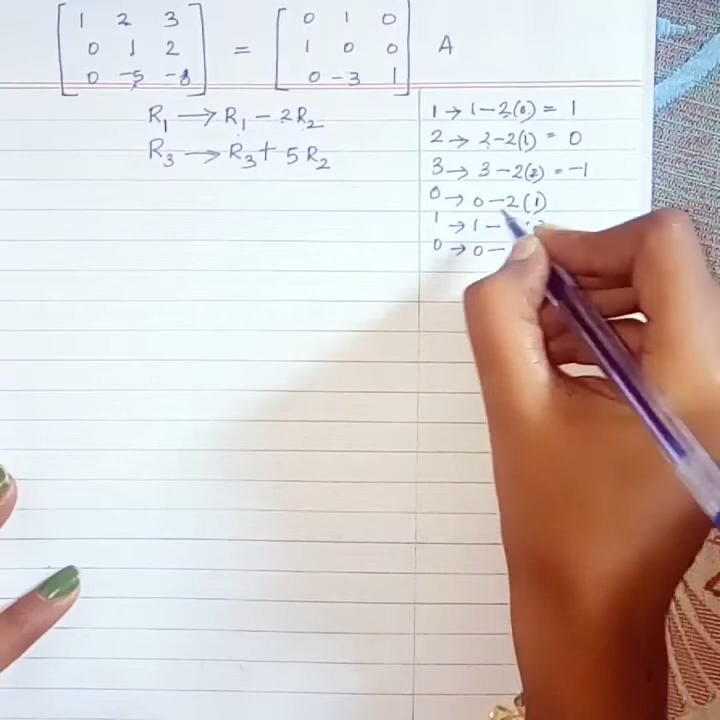 [ 1 2 3 ] [ 0 1 0 ]
[ 0 1 2 ] = [ 1 0 0 ] A
[ 0 -5 -8 ] [ 0 -3 1 ]
R₁ → R₁ - 2R₂
R₃ → R₃ + 5R₂
1 → 1-2(0) = 1
2 → 2-2(1) = 0
3 → 3-2(2) = -1
0 → 0-2(1)
1 → 1-
0 → 0-